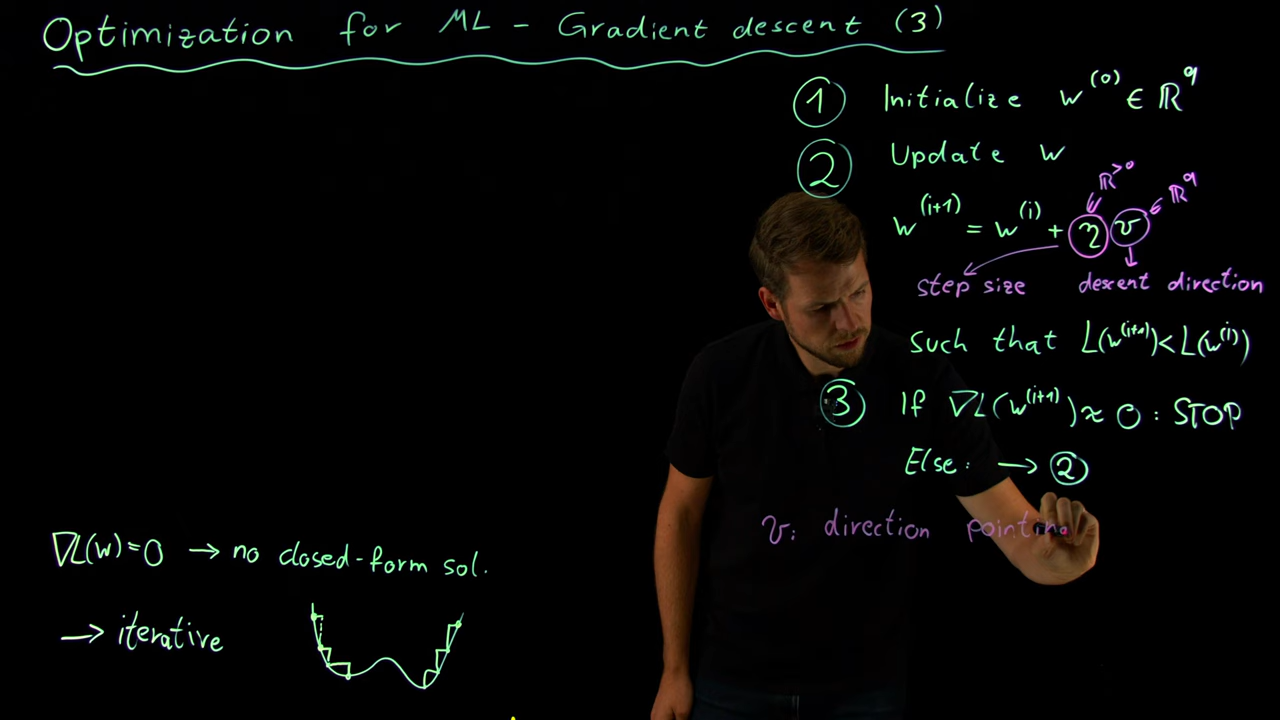 Optimization for ML - Gradient descent (3)
① Initialize w^(0) ∈ ℝ^q
② Update w
w^(i+1) = w^(i) + η v
ℝ^>0 ℝ^q
step size descent direction
Such that L(w^(i+1)) < L(w^(i))
③ If ∇L(w^(i+1)) ≈ 0 : STOP
Else: → ②
v: direction pointing
∇L(w) = 0 → no closed-form sol.
→ iterative